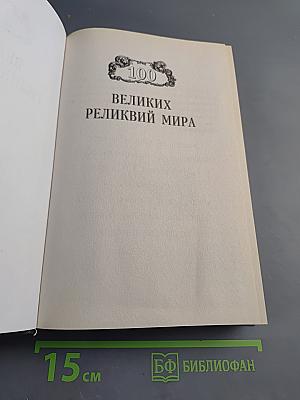 100
ВЕЛИКИХ
РЕЛИКВИЙ МИРА
15 см
БФ БИБЛИОФАН